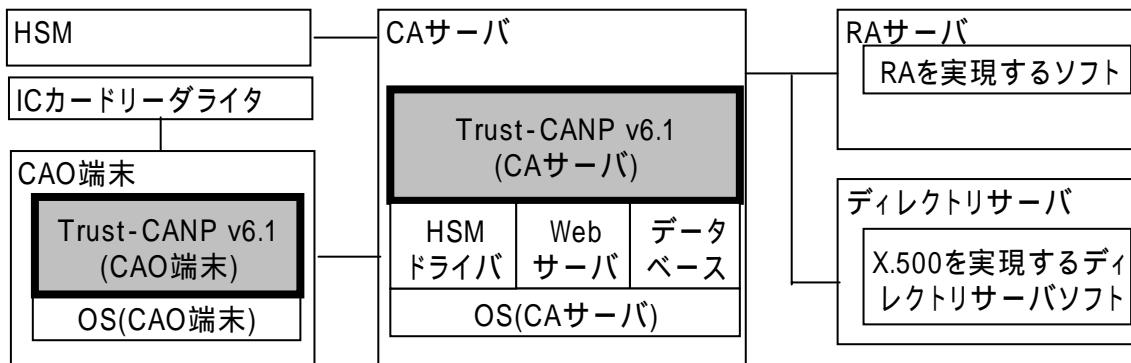 HSM
ICカードリーダライタ
CAO端末
Trust-CANP v6.1
(CAO端末)
OS(CAO端末)
CAサーバ
Trust-CANP v6.1
(CAサーバ)
HSM
ドライバ
Web
サーバ
データ
ベース
OS(CAサーバ)
RAサーバ
RAを実現するソフト
ディレクトリサーバ
X.500を実現するディ
レクトリサーバソフト